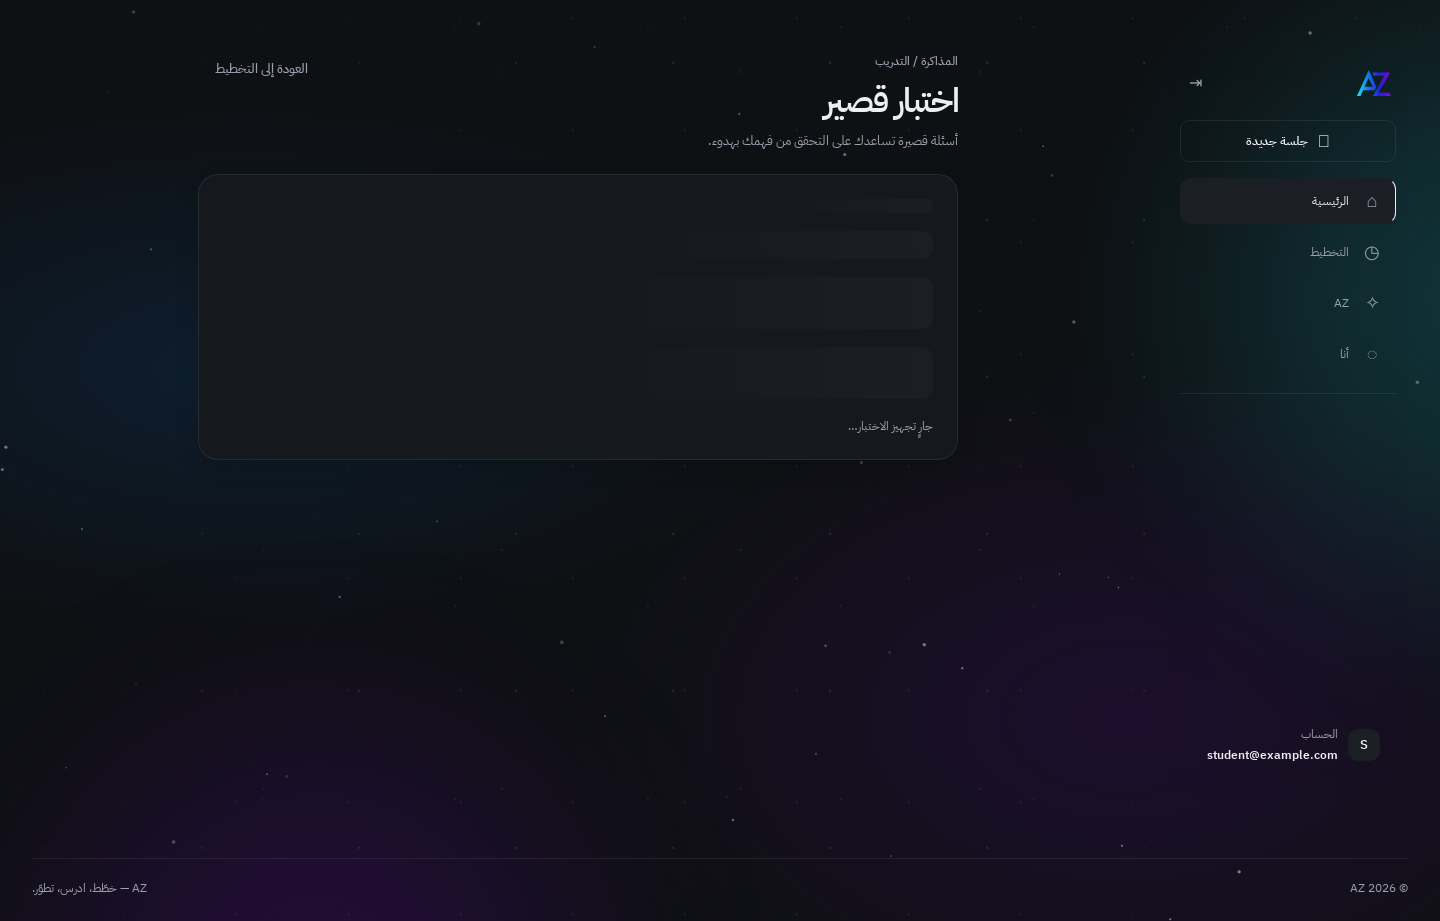 AZ
جلسة جديدة
الرئيسية
التخطيط
AZ
أنا
المذاكرة / التدريب
العودة إلى التخطيط
اختبار قصير
أسئلة قصيرة تساعدك على التحقق من فهمك بهدوء.
جارٍ تجهيز الاختبار...
الحساب
S
student@example.com
© 2026 AZ
AZ — خطّط، ادرس، تطوّر.